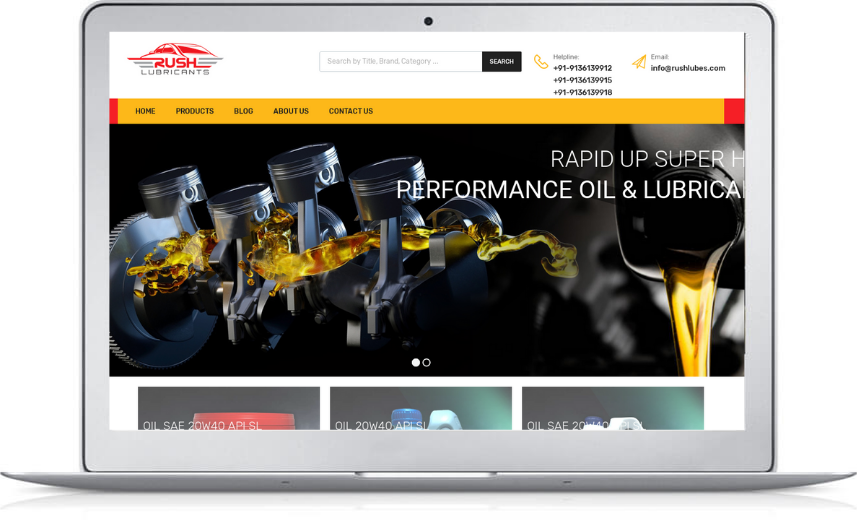 RUSH
LUBRICANTS
Search by Title, Brand, Category ...
SEARCH
Helpline:
+91-9136139912
+91-9136139915
+91-9136139918
Email:
info@rushlubes.com
HOME PRODUCTS BLOG ABOUT US CONTACT US
RAPID UP SUPER H
PERFORMANCE OIL & LUBRICA
OIL SAE 20W40 API SL
OIL 20W40 API SL
OIL SAE 20W40 API SL